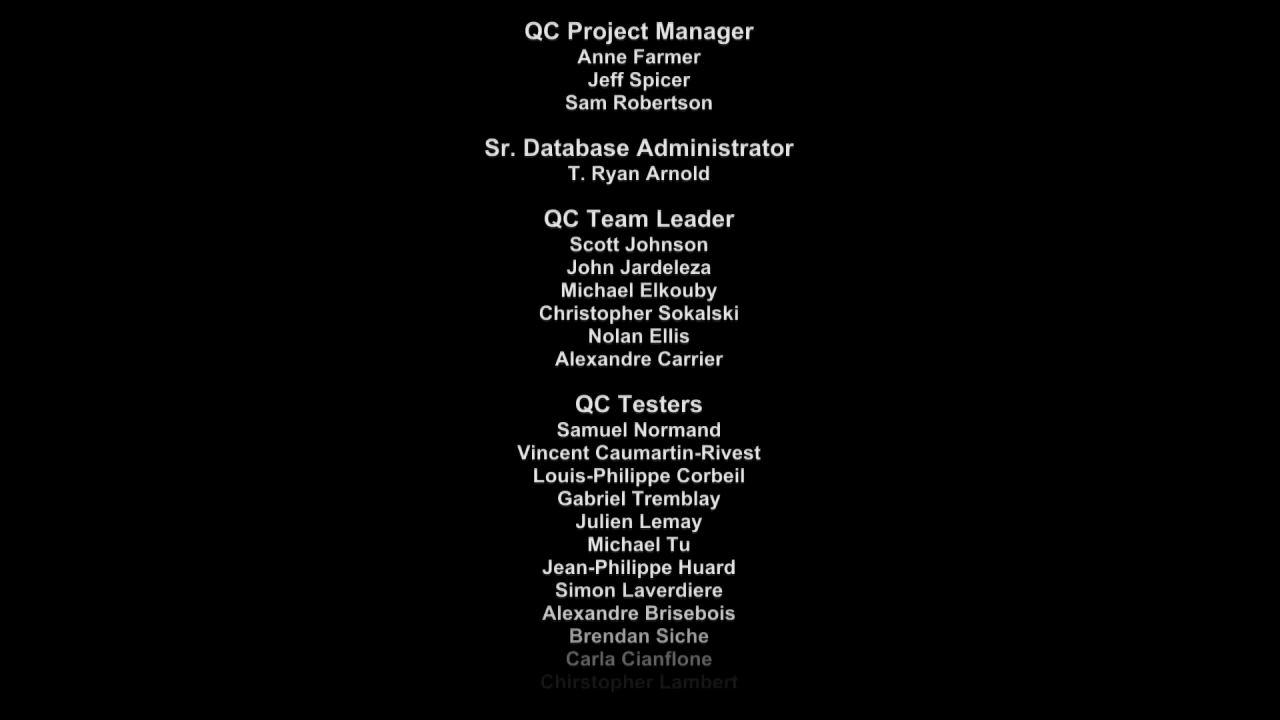 QC Project Manager
Anne Farmer
Jeff Spicer
Sam Robertson
Sr. Database Administrator
T. Ryan Arnold
QC Team Leader
Scott Johnson
John Jardeleza
Michael Elkouby
Christopher Sokalski
Nolan Ellis
Alexandre Carrier
QC Testers
Samuel Normand
Vincent Caumartin-Rivest
Louis-Philippe Corbeil
Gabriel Tremblay
Julien Lemay
Michael Tu
Jean-Philippe Huard
Simon Laverdiere
Alexandre Brisebois
Brendan Siche
Carla Cianflone
Chirstopher Lambert